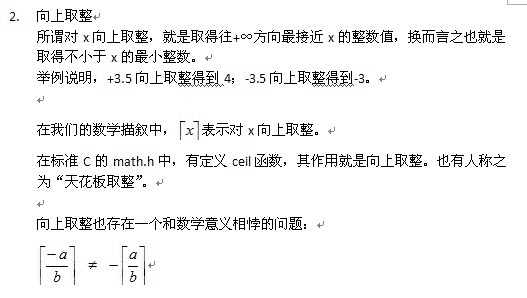 2. 向上取整
所谓对 x 向上取整，就是取得往+∞方向最接近 x 的整数值，换而言之也就是
取得不小于 x 的最小整数。
举例说明，+3.5 向上取整得到 4；-3.5 向上取整得到-3。
在我们的数学描叙中，⌈x⌉表示对 x 向上取整。
在标准 C 的 math.h 中，有定义 ceil 函数，其作用就是向上取整。也有人称之
为“天花板取整”。
向上取整也存在一个和数学意义相悖的问题：
⌈-a/b⌉ ≠ -⌈a/b⌉